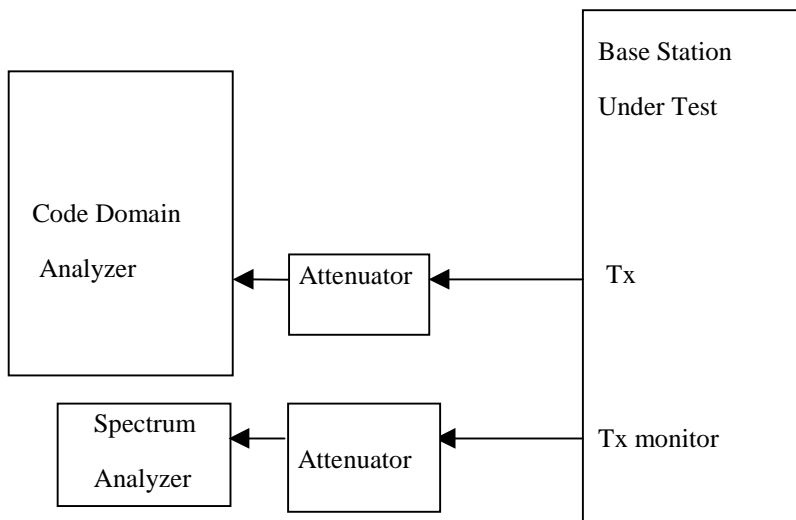 Base Station
Under Test
Code Domain
Analyzer
Attenuator
Tx
Spectrum
Analyzer
Attenuator
Tx monitor